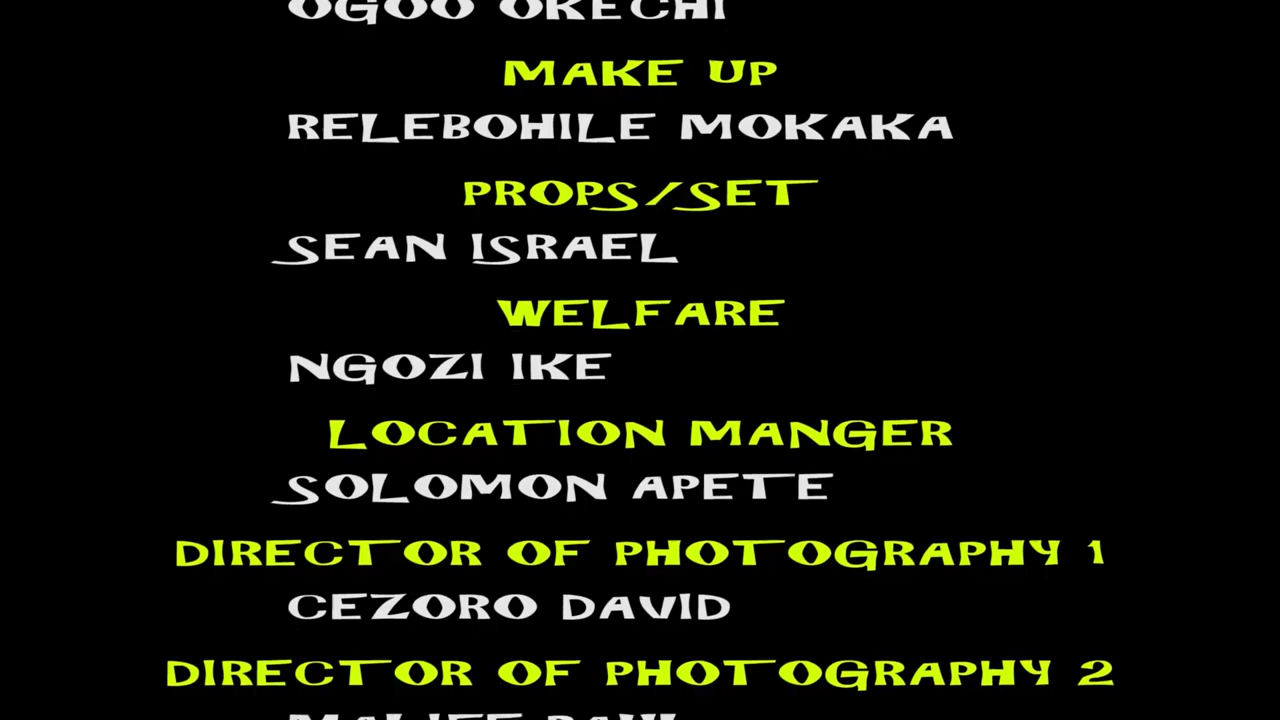 OGOO OKECHI
MAKE UP
RELEBOHILE MOKAKA
PROPS/SET
SEAN ISRAEL
WELFARE
NGOZI IKE
LOCATION MANGER
SOLOMON APETE
DIRECTOR OF PHOTOGRAPHY 1
CEZORO DAVID
DIRECTOR OF PHOTOGRAPHY 2